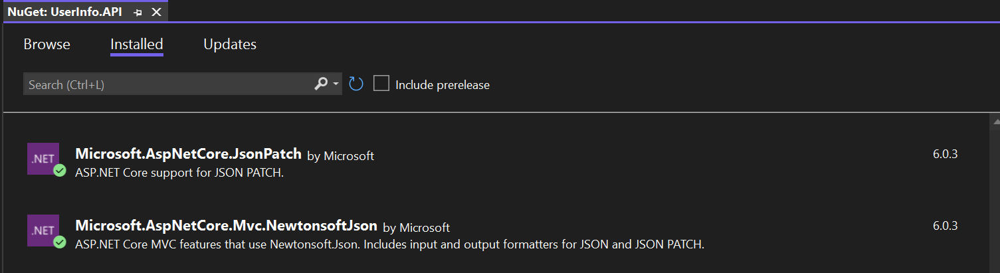 NuGet: UserInfo.API
Browse Installed Updates
Search (Ctrl+L) Include prerelease
.NET Microsoft.AspNetCore.JsonPatch by Microsoft 6.0.3
ASP.NET Core support for JSON PATCH.
.NET Microsoft.AspNetCore.Mvc.NewtonsoftJson by Microsoft 6.0.3
ASP.NET Core MVC features that use Newtonsoft.Json. Includes input and output formatters for JSON and JSON PATCH.